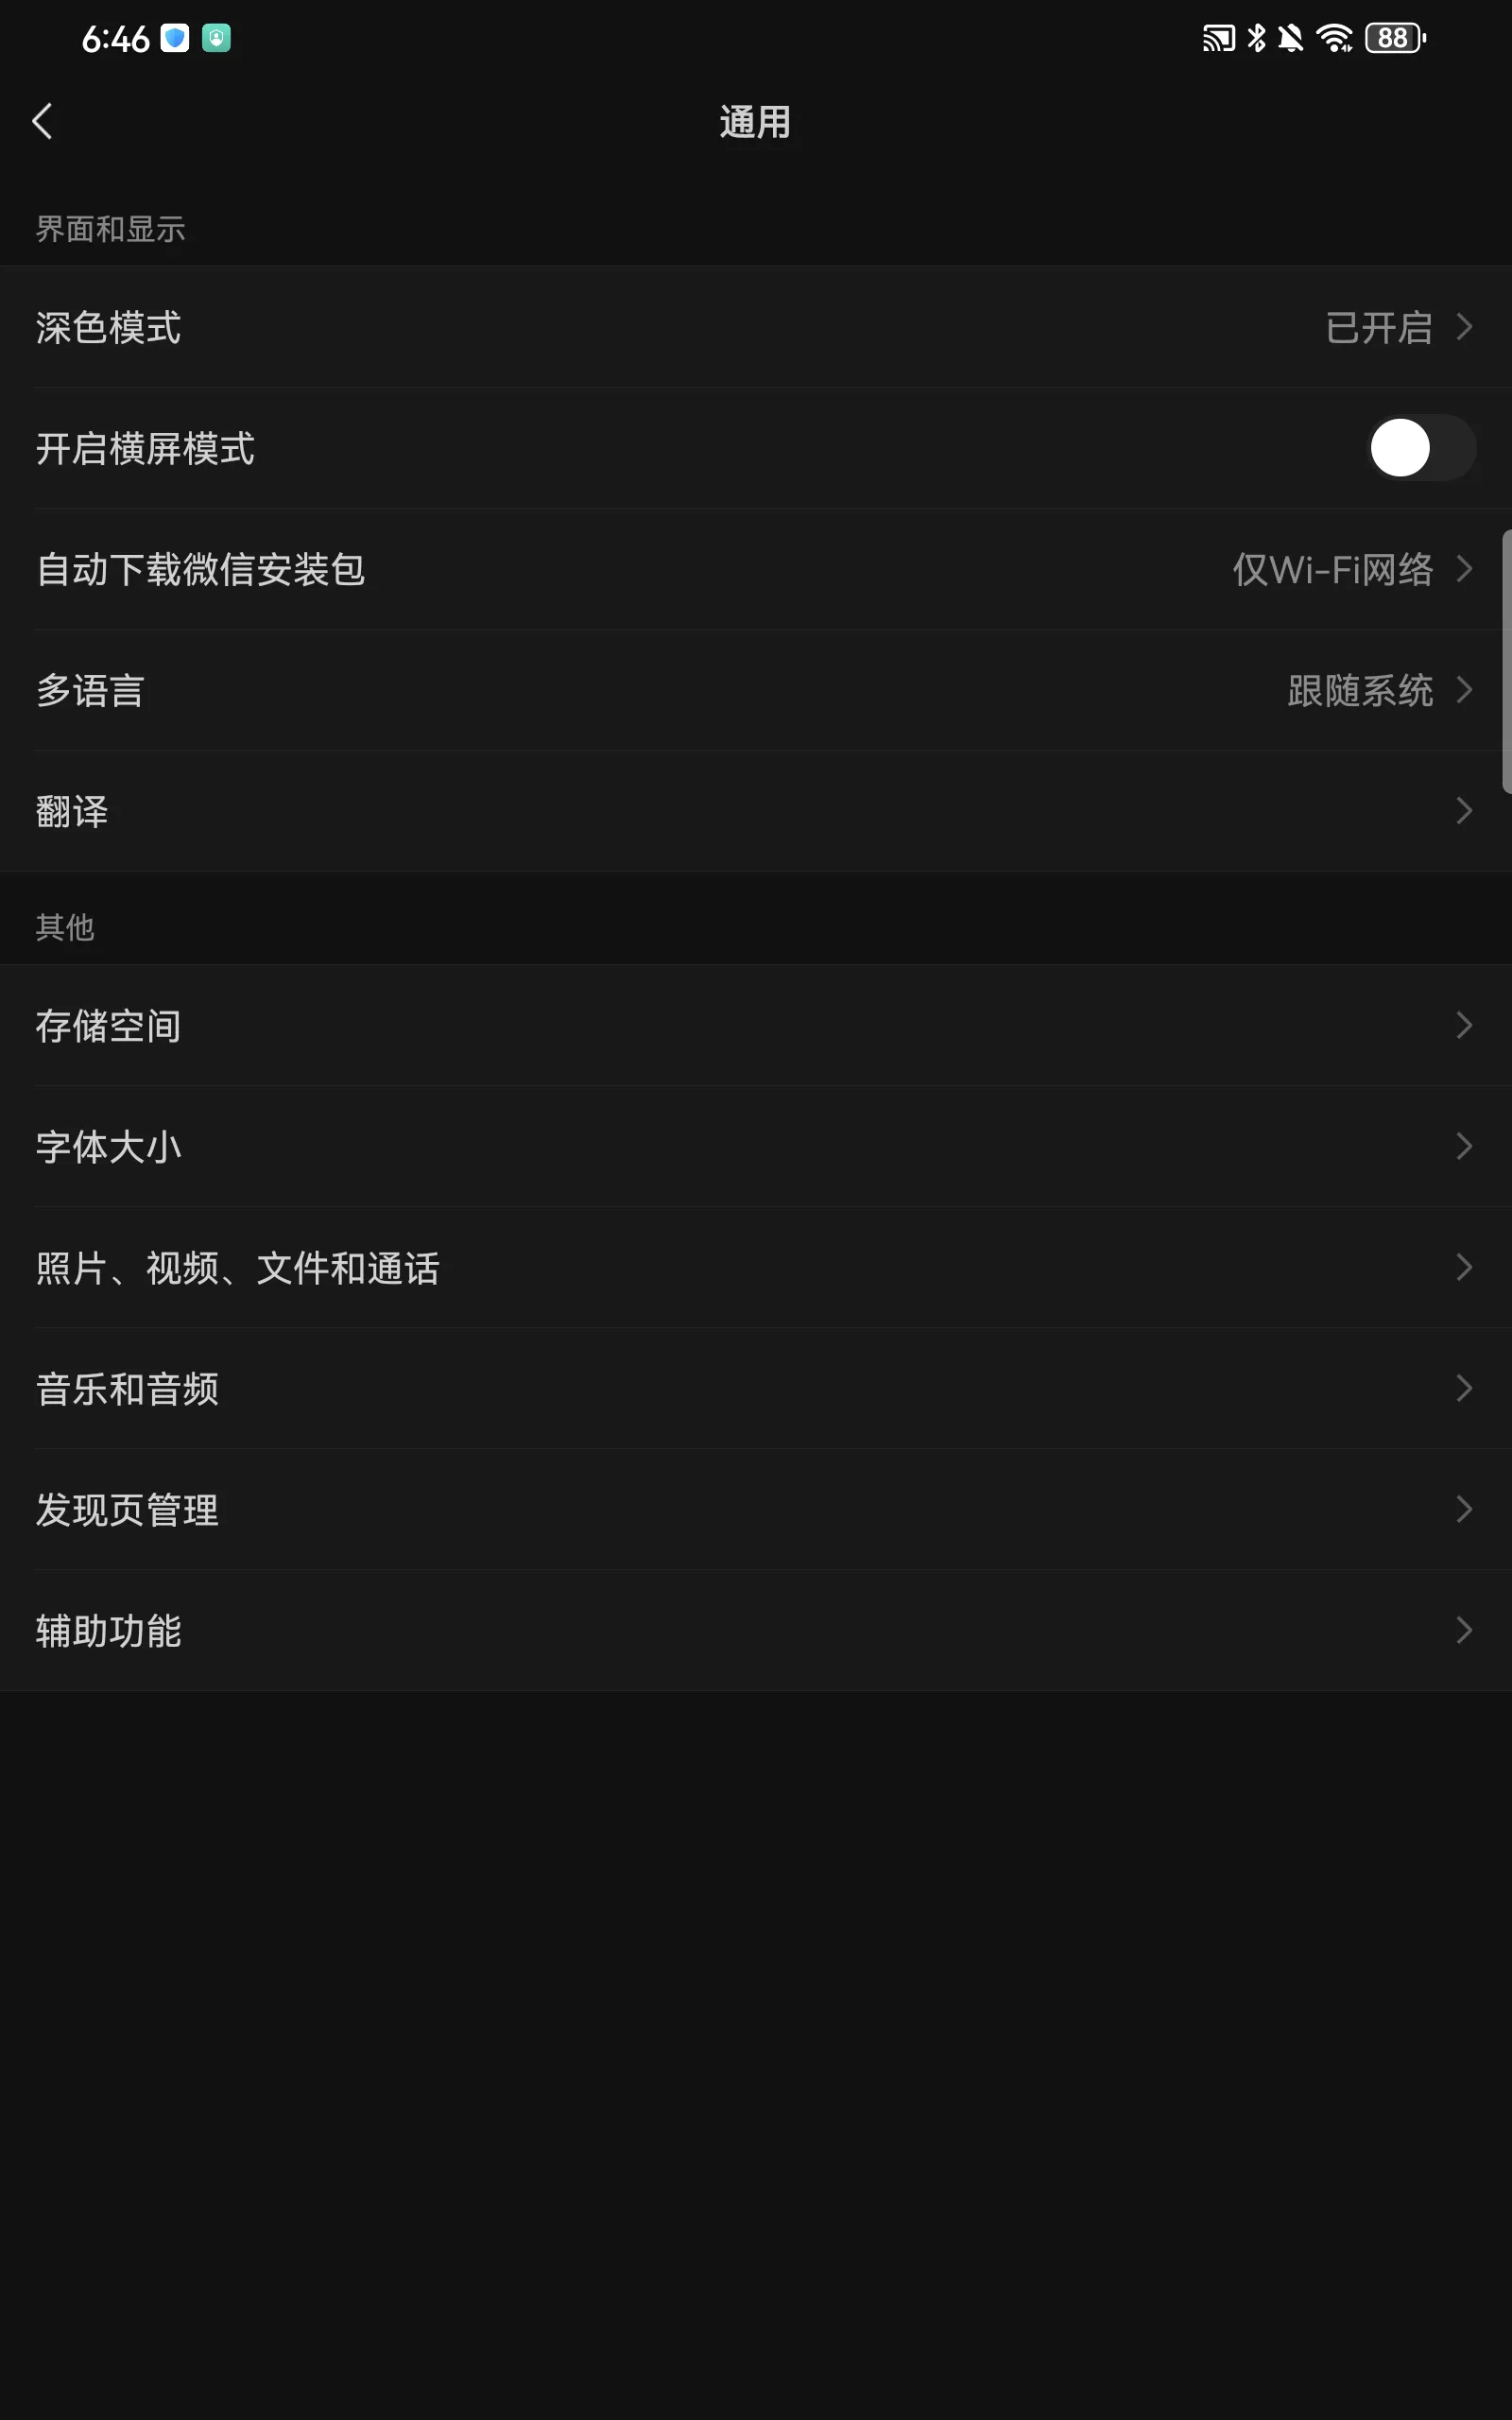 6:46
88
通用
界面和显示
深色模式 已开启
开启横屏模式
自动下载微信安装包 仅Wi-Fi网络
多语言 跟随系统
翻译
其他
存储空间
字体大小
照片、视频、文件和通话
音乐和音频
发现页管理
辅助功能